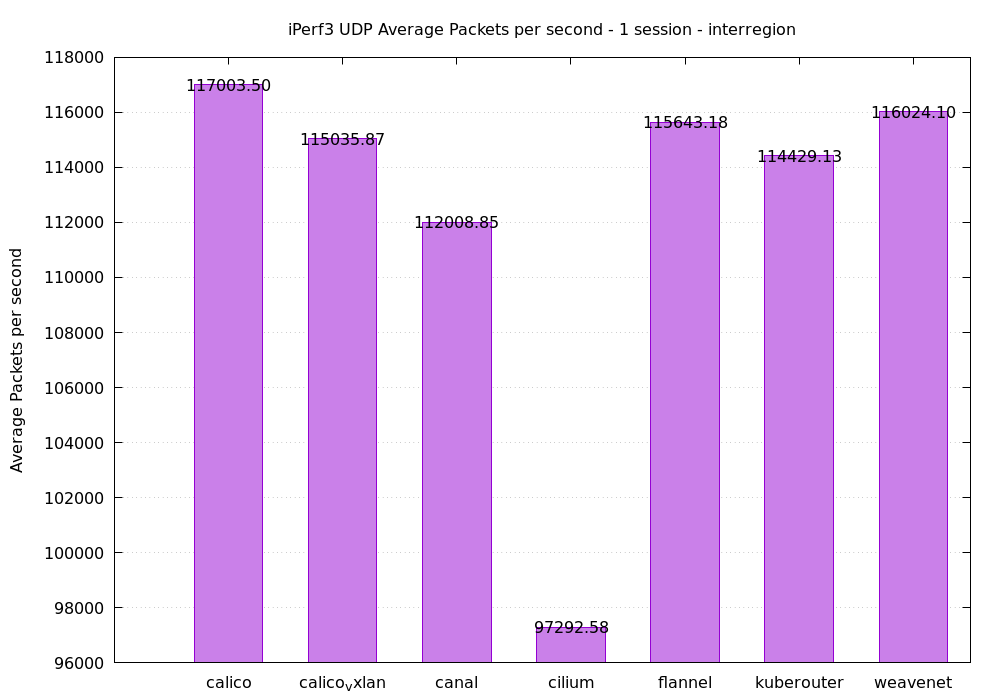 iPerf3 UDP Average Packets per second - 1 session - interregion
Average Packets per second
118000
116000
114000
112000
110000
108000
106000
104000
102000
100000
98000
96000
117003.50
115035.87
112008.85
97292.58
115643.18
114429.13
116024.10
calico
calicovxlan
canal
cilium
flannel
kuberouter
weavenet